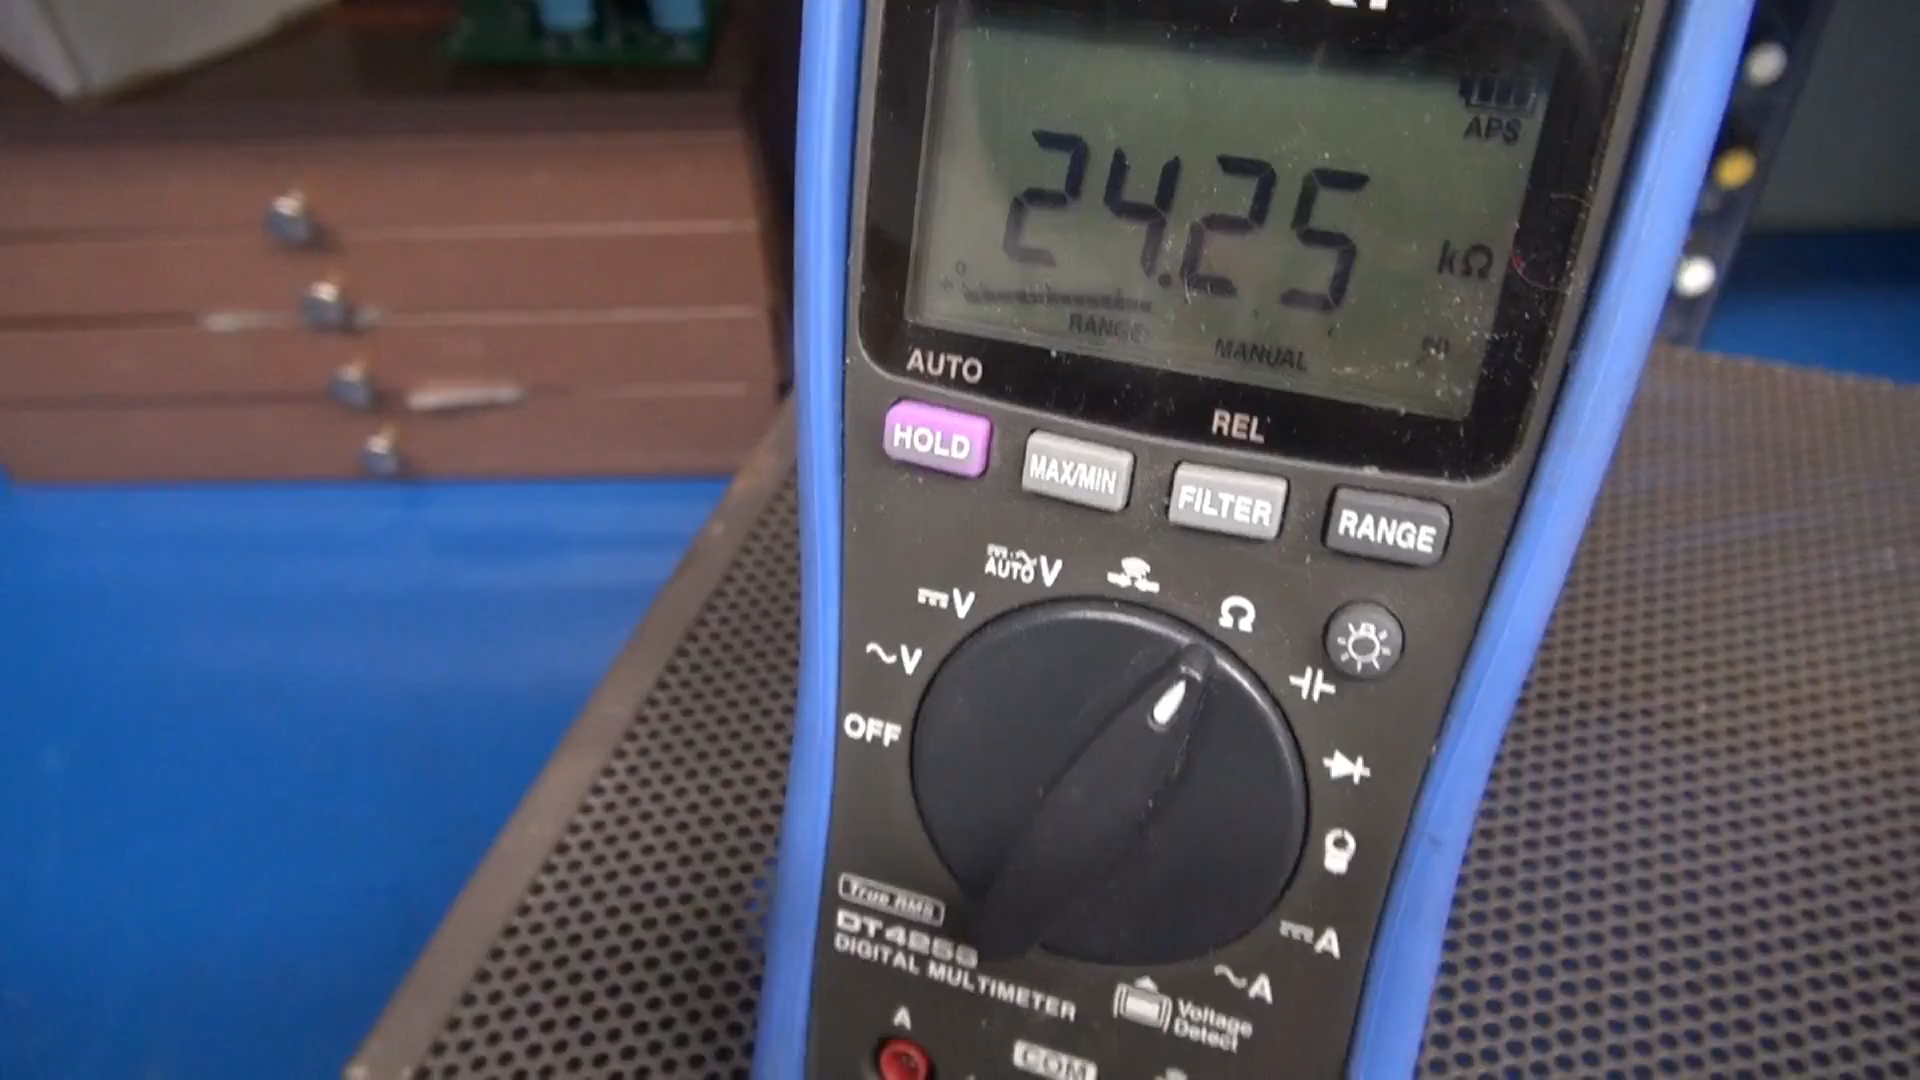 APS
24.25 kΩ
RANGE
MANUAL
60
AUTO
REL
HOLD
MAX/MIN
FILTER
RANGE
AUTO V
Ω
V
~V
OFF
True RMS
DIGITAL MULTIMETER
A
~A
Voltage
Detect
A
COM